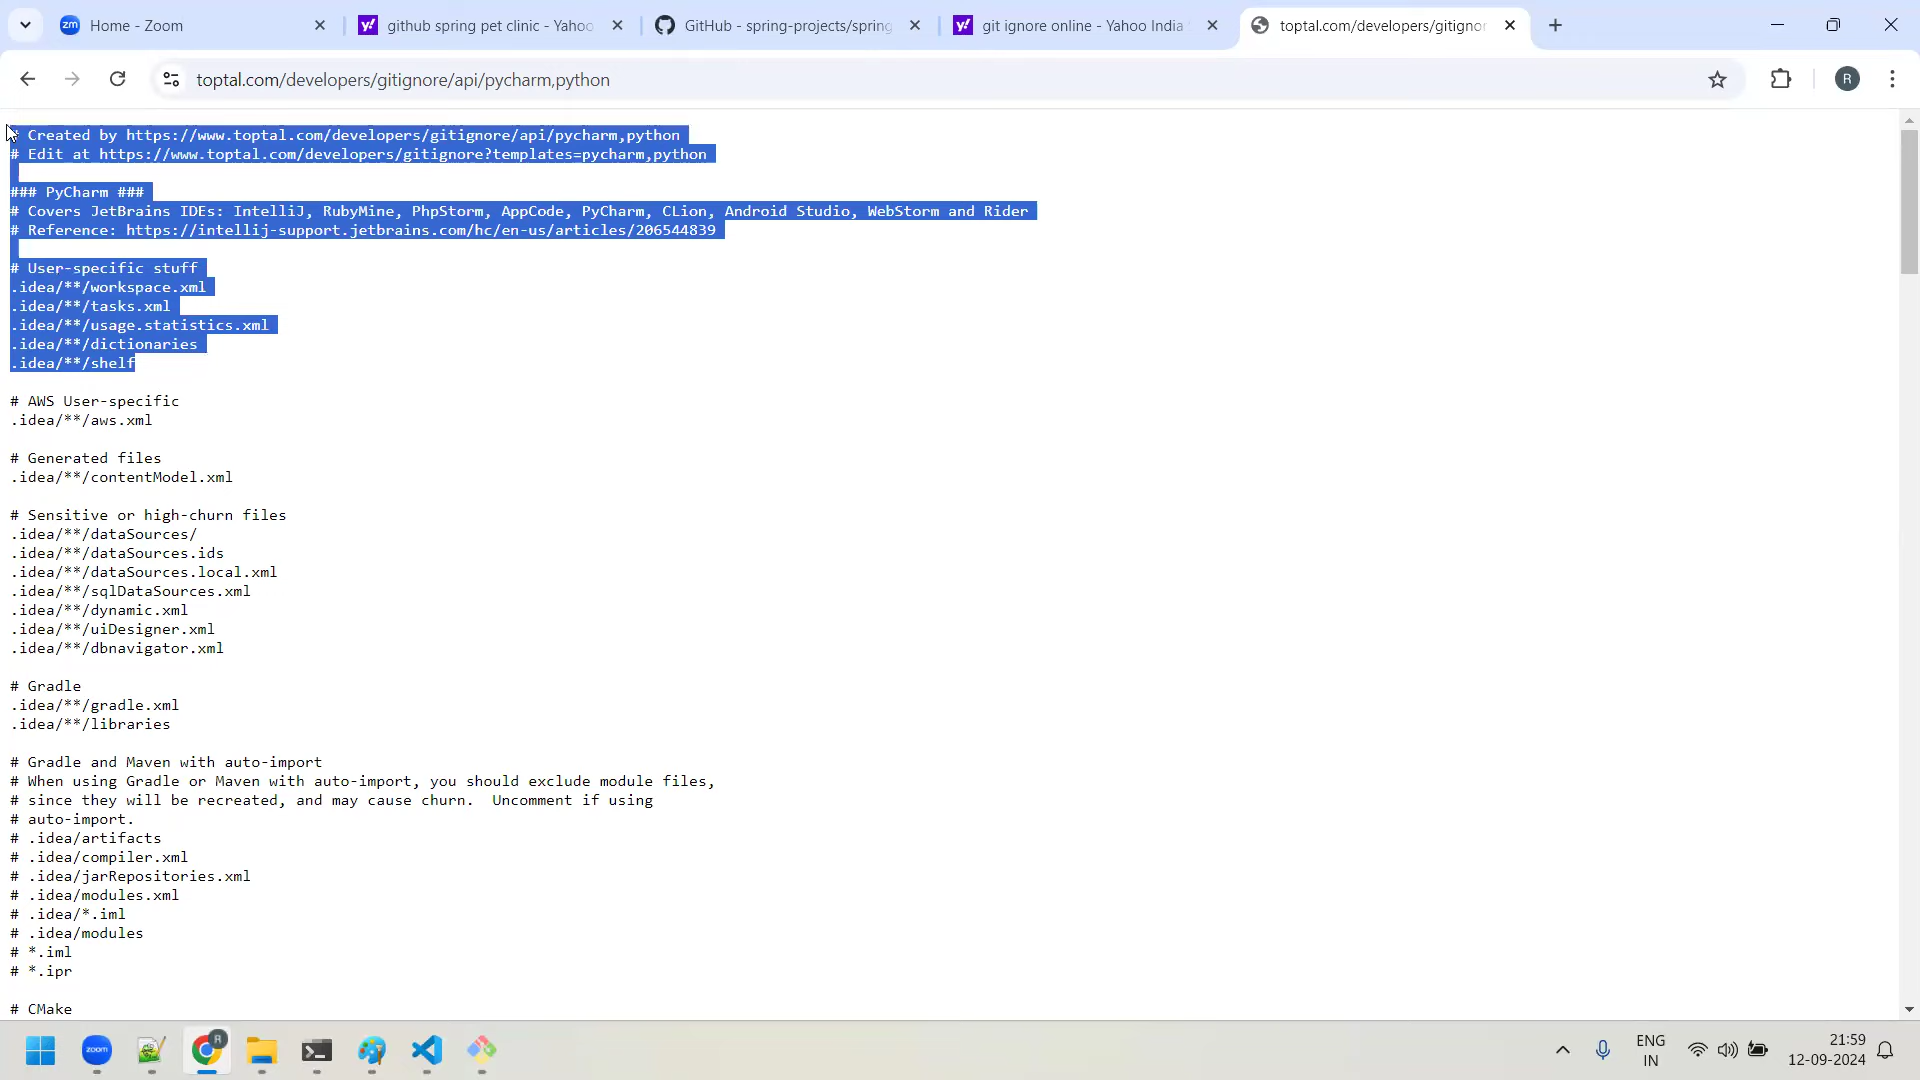 Home - Zoom
github spring pet clinic - Yahoo
GitHub - spring-projects/spring
git ignore online - Yahoo India
toptal.com/developers/gitignor
toptal.com/developers/gitignore/api/pycharm,python
R
# Created by https://www.toptal.com/developers/gitignore/api/pycharm,python
# Edit at https://www.toptal.com/developers/gitignore?templates=pycharm,python
### PyCharm ###
# Covers JetBrains IDEs: IntelliJ, RubyMine, PhpStorm, AppCode, PyCharm, CLion, Android Studio, WebStorm and Rider
# Reference: https://intellij-support.jetbrains.com/hc/en-us/articles/206544839
# User-specific stuff
.idea/**/workspace.xml
.idea/**/tasks.xml
.idea/**/usage.statistics.xml
.idea/**/dictionaries
.idea/**/shelf
# AWS User-specific
.idea/**/aws.xml
# Generated files
.idea/**/contentModel.xml
# Sensitive or high-churn files
.idea/**/dataSources/
.idea/**/dataSources.ids
.idea/**/dataSources.local.xml
.idea/**/sqlDataSources.xml
.idea/**/dynamic.xml
.idea/**/uiDesigner.xml
.idea/**/dbnavigator.xml
# Gradle
.idea/**/gradle.xml
.idea/**/libraries
# Gradle and Maven with auto-import
# When using Gradle or Maven with auto-import, you should exclude module files,
# since they will be recreated, and may cause churn.  Uncomment if using
# auto-import.
# .idea/artifacts
# .idea/compiler.xml
# .idea/jarRepositories.xml
# .idea/modules.xml
# .idea/*.iml
# .idea/modules
# *.iml
# *.ipr
# CMake
zoom
R
ENG
IN
21:59
12-09-2024